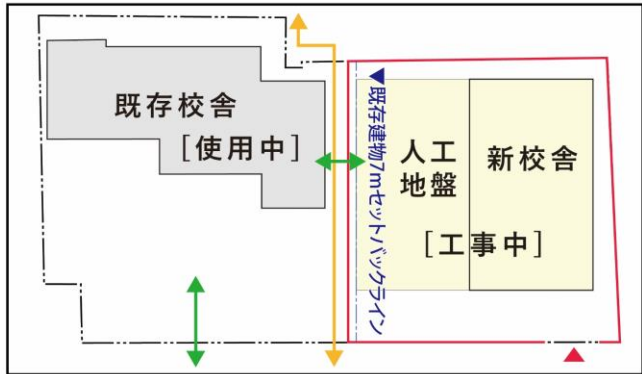 既存校舎
[使用中]
▼既存建物7mセットバックライン
人工
地盤
新校舎
[工事中]